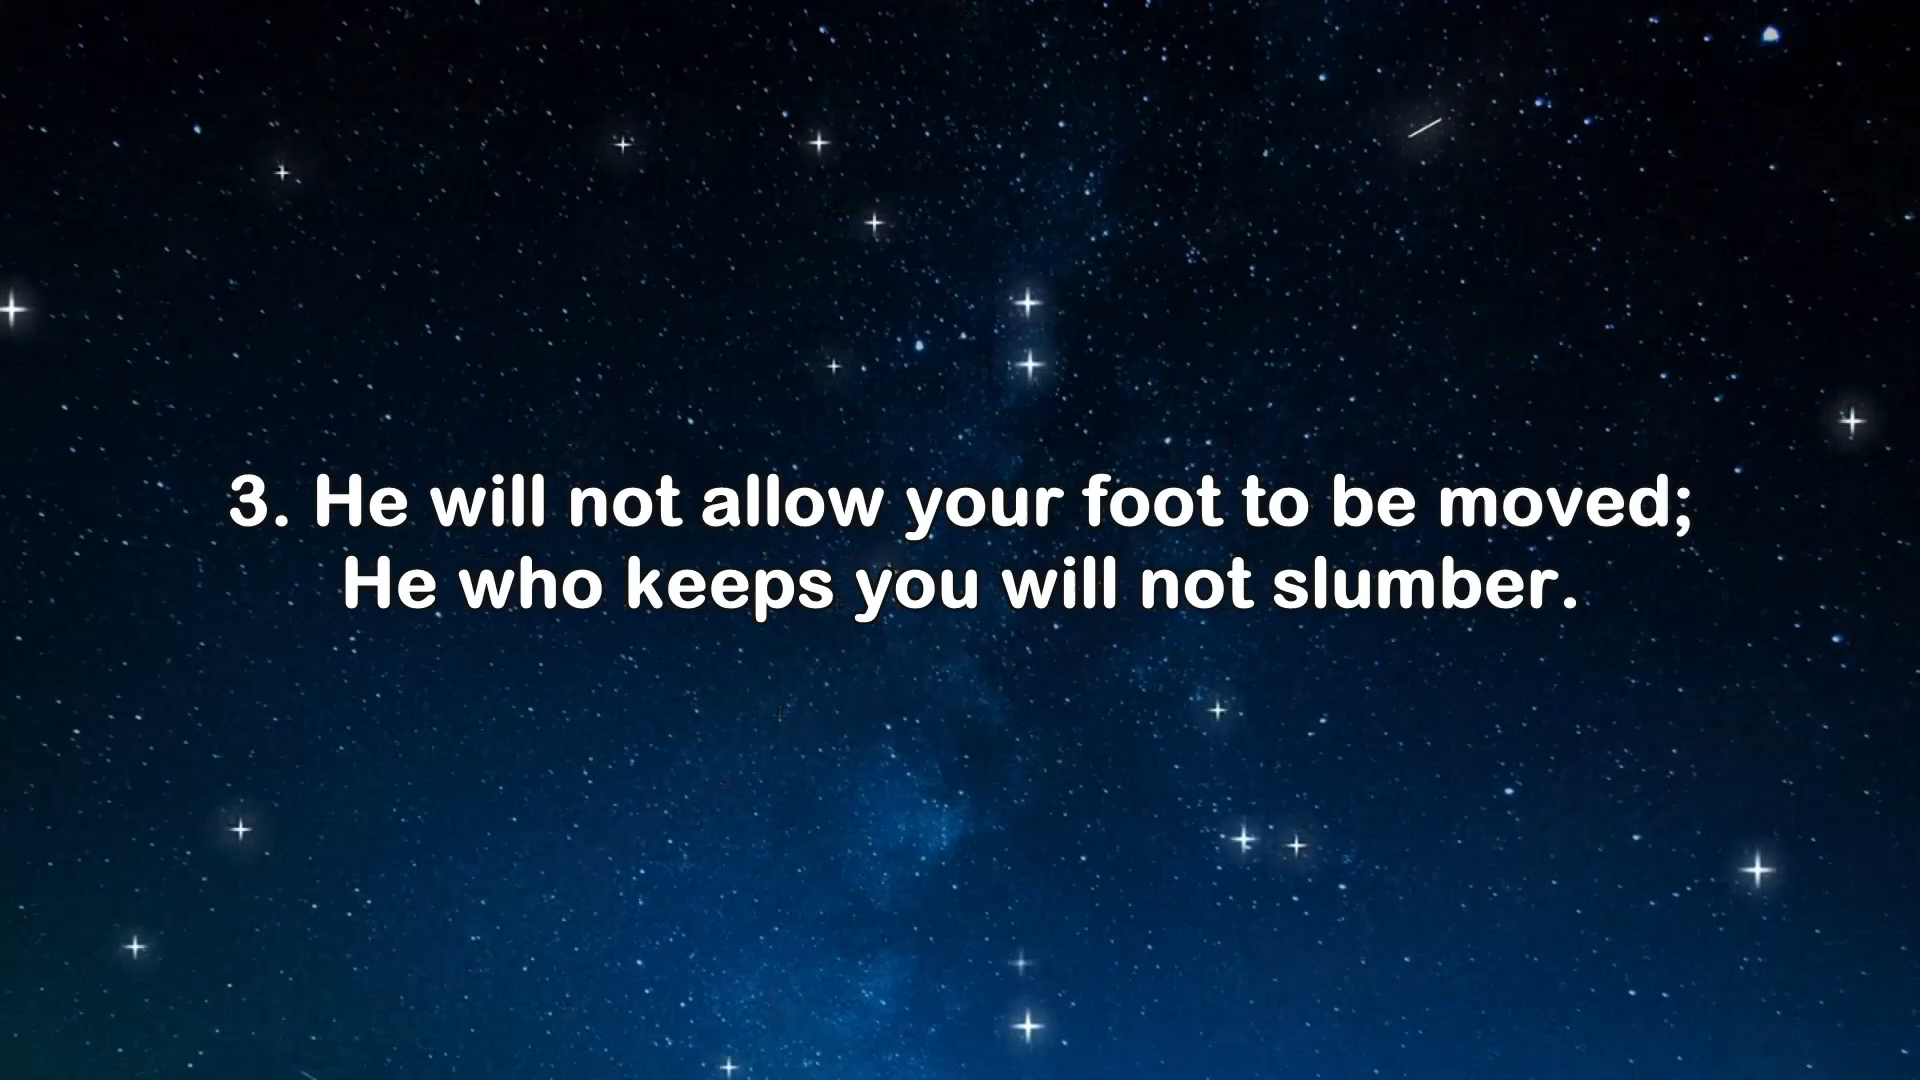 3. He will not allow your foot to be moved;
He who keeps you will not slumber.